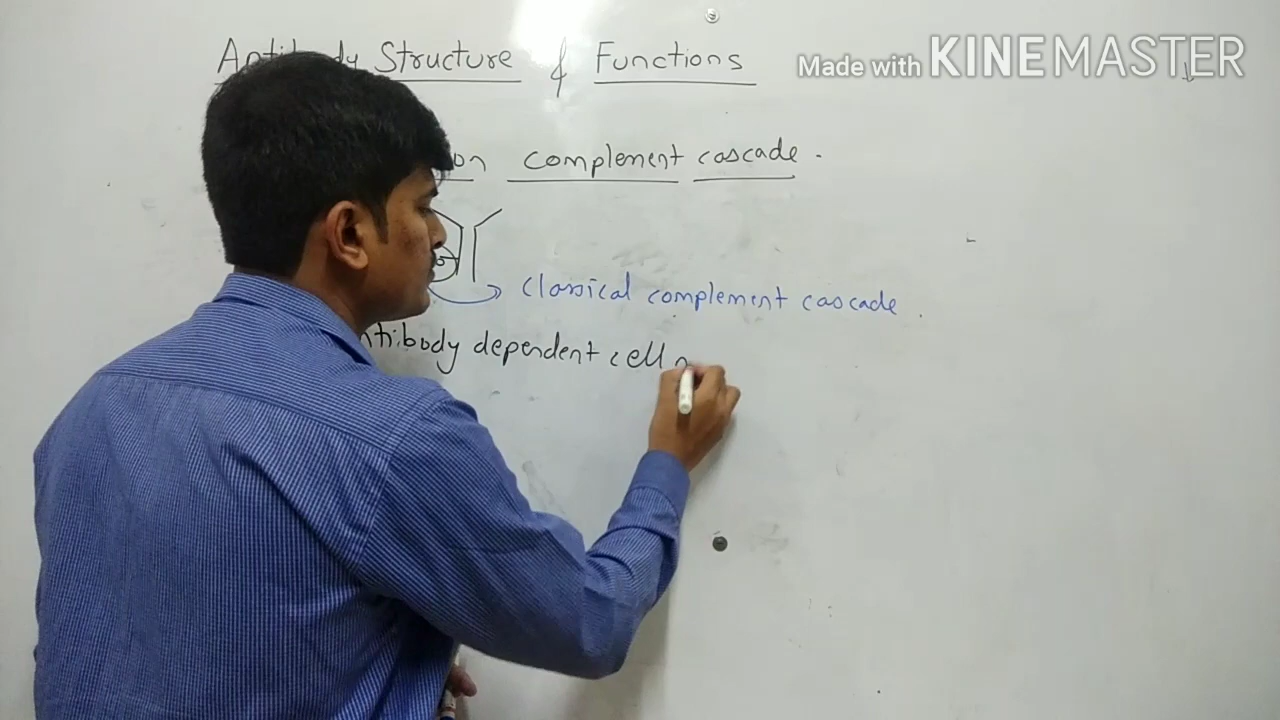 Antibody Structure & Functions
Made with KINEMASTER
on complement cascade.
classical complement cascade.
ntibody dependent cell